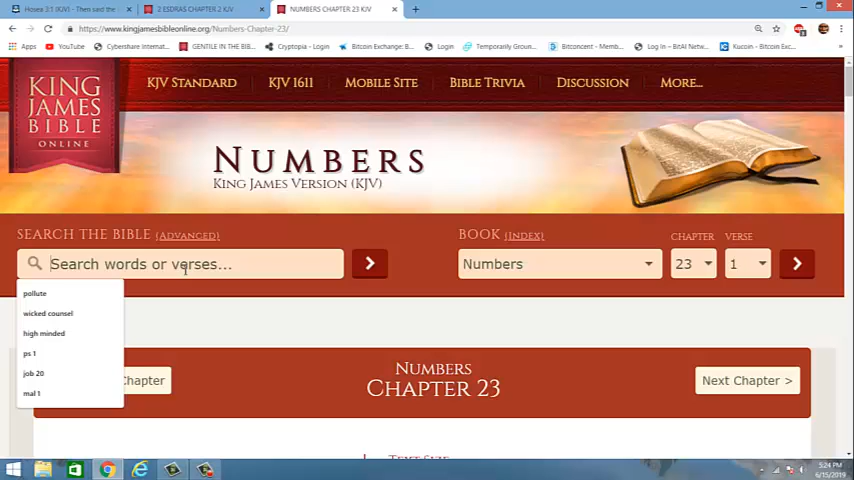 Hosea 3:1 (KJV) - Then said the
2 ESDRAS CHAPTER 2 KJV
NUMBERS CHAPTER 23 KJV
https://www.kingjamesbibleonline.org/Numbers-Chapter-23/
Apps
YouTube
Cybershare Internat...
GENTILE IN THE BIB...
Cryptopia - Login
Bitcoin Exchange: B...
Login
Temporarily Groun...
Bitconcent - Member...
Log In – BitAI Netw...
Kucoin - Bitcoin Exc...
KING
JAMES
BIBLE
ONLINE
KJV STANDARD
KJV 1611
MOBILE SITE
BIBLE TRIVIA
DISCUSSION
MORE...
NUMBERS
KING JAMES VERSION (KJV)
SEARCH THE BIBLE (ADVANCED)
Search words or verses...
BOOK (INDEX)
CHAPTER
VERSE
Numbers
23
1
pollute
wicked counsel
high minded
ps 1
job 20
mal 1
Chapter
NUMBERS
CHAPTER 23
Next Chapter >
TEXT SIZE
5:24 PM
6/15/2019